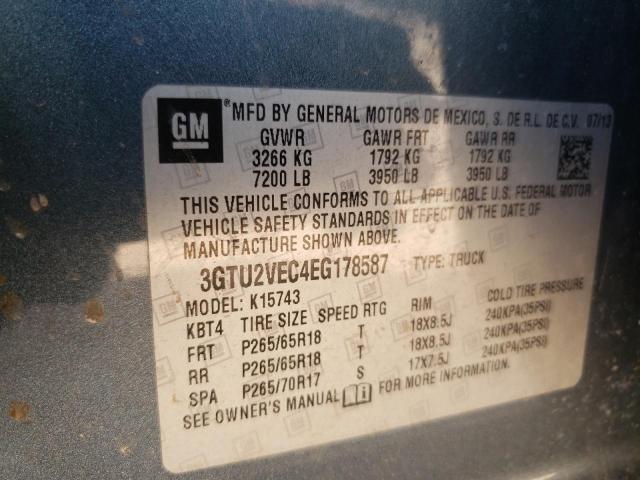 GM ® MFD BY GENERAL MOTORS DE MEXICO, S. DE R.L. DE C.V. 07/13
GVWR GAWR FRT GAWR RR
3266 KG 1792 KG 1792 KG
7200 LB 3950 LB 3950 LB
THIS VEHICLE CONFORMS TO ALL APPLICABLE U.S. FEDERAL MOTOR
VEHICLE SAFETY STANDARDS IN EFFECT ON THE DATE OF
MANUFACTURE SHOWN ABOVE.
3GTU2VEC4EG178587 TYPE: TRUCK
MODEL: K15743
KBT4 TIRE SIZE SPEED RTG RIM COLD TIRE PRESSURE
FRT P265/65R18 T 18X8.5J 240KPA(35PSI)
RR P265/65R18 T 18X8.5J 240KPA(35PSI)
SPA P265/70R17 S 17X7.5J 240KPA(35PSI)
SEE OWNER'S MANUAL FOR MORE INFORMATION.